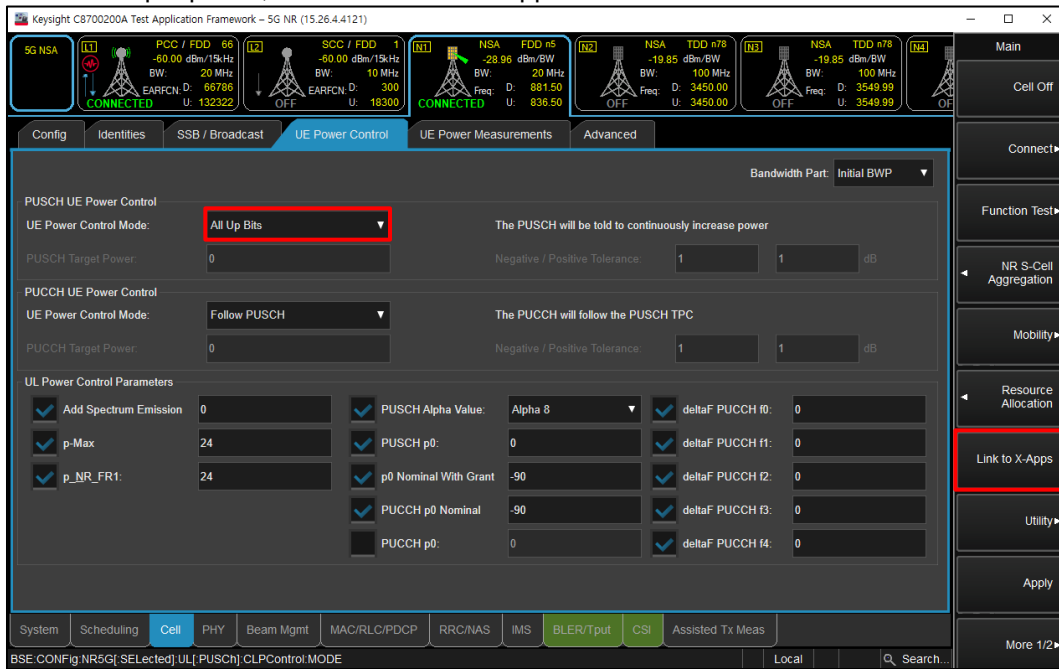 Keysight C8700200A Test Application Framework – 5G NR (15.26.4.4121)
5G NSA
L1
PCC / FDD 66
-60.00 dBm/15kHz
BW: 20 MHz
EARFCN: D: 66786
CONNECTED U: 132322
L2
SCC / FDD 1
-60.00 dBm/15kHz
BW: 10 MHz
EARFCN: D: 300
OFF U: 18300
N1
NSA FDD n5
-28.96 dBm/BW
BW: 20 MHz
Freq: D: 881.50
CONNECTED U: 836.50
N2
NSA TDD n78
-19.85 dBm/BW
BW: 100 MHz
Freq: D: 3450.00
OFF U: 3450.00
N3
NSA TDD n78
-19.85 dBm/BW
BW: 100 MHz
Freq: D: 3549.99
OFF U: 3549.99
N4
Main
Cell Off
Connect
Function Test
NR S-Cell
Aggregation
Mobility
Resource
Allocation
Link to X-Apps
Utility
Apply
More 1/2
Config Identities SSB / Broadcast UE Power Control UE Power Measurements Advanced
Bandwidth Part: Initial BWP
PUSCH UE Power Control
UE Power Control Mode: All Up Bits The PUSCH will be told to continuously increase power
PUSCH Target Power: 0 Negative / Positive Tolerance: 1 1 dB
PUCCH UE Power Control
UE Power Control Mode: Follow PUSCH The PUCCH will follow the PUSCH TPC
PUCCH Target Power: 0 Negative / Positive Tolerance: 1 1 dB
UL Power Control Parameters
Add Spectrum Emission 0 PUSCH Alpha Value: Alpha 8 deltaF PUCCH f0: 0
p-Max 24 PUSCH p0: 0 deltaF PUCCH f1: 0
p_NR_FR1: 24 p0 Nominal With Grant -90 deltaF PUCCH f2: 0
PUCCH p0 Nominal -90 deltaF PUCCH f3: 0
PUCCH p0: 0 deltaF PUCCH f4: 0
System Scheduling Cell PHY Beam Mgmt MAC/RLC/PDCP RRC/NAS IMS BLER/Tput CSI Assisted Tx Meas
BSE:CONFig:NR5G[:SELected]:UL[:PUSCh]:CLPControl:MODE Local Search...